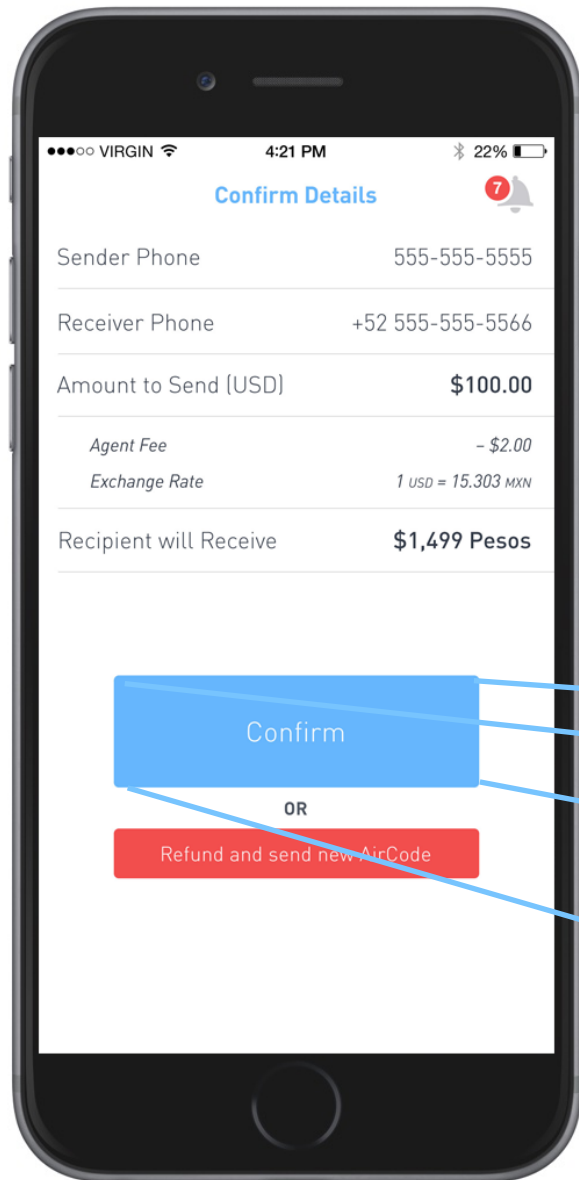 VIRGIN 4:21 PM 22%
Confirm Details 7
Sender Phone 555-555-5555
Receiver Phone +52 555-555-5566
Amount to Send (USD) $100.00
Agent Fee – $2.00
Exchange Rate 1 USD = 15.303 MXN
Recipient will Receive $1,499 Pesos
Confirm
OR
Refund and send new AirCode